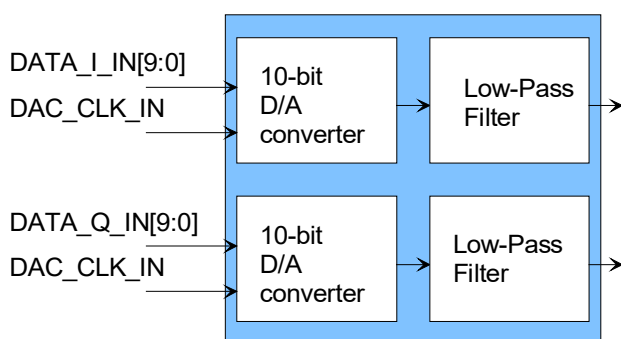 DATA_I_IN[9:0]
DAC_CLK_IN
10-bit
D/A
converter
Low-Pass
Filter
DATA_Q_IN[9:0]
DAC_CLK_IN
10-bit
D/A
converter
Low-Pass
Filter